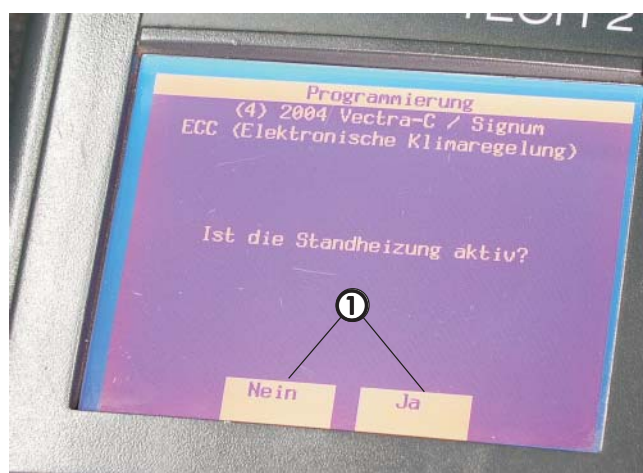 TECH 2
Programmierung
(4) 2004 Vectra-C / Signum
ECC (Elektronische Klimaregelung)
Ist die Standheizung aktiv?
1
Nein
Ja